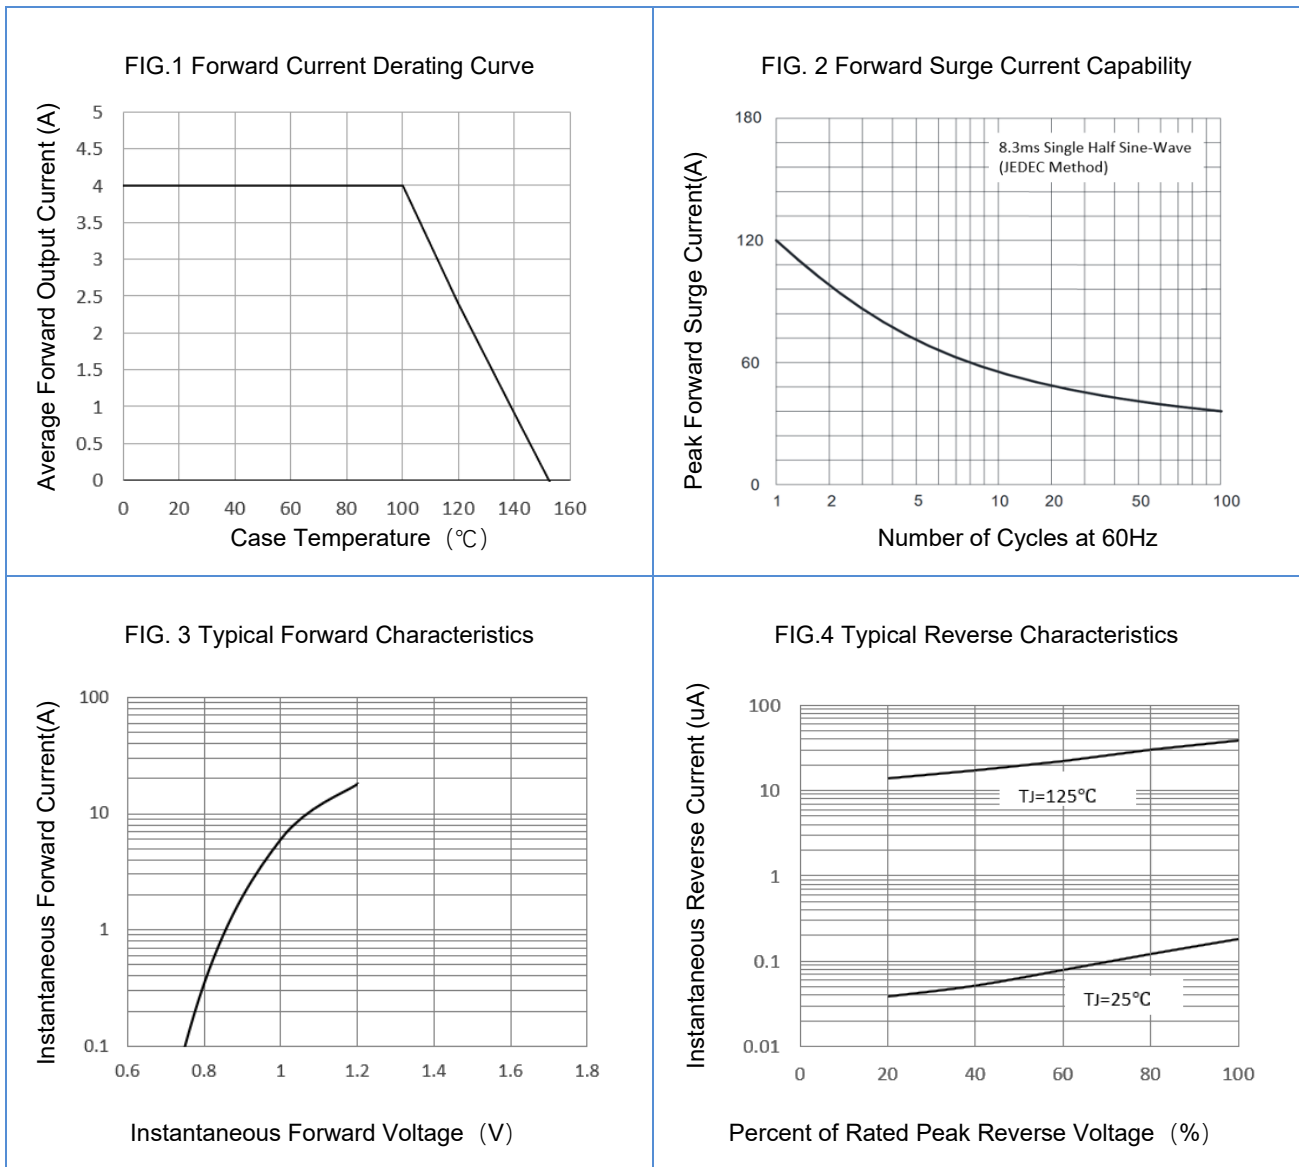 FIG.1 Forward Current Derating Curve
Average Forward Output Current (A)
5
4.5
4
3.5
3
2.5
2
1.5
1
0.5
0
0 20 40 60 80 100 120 140 160
Case Temperature（℃）
FIG. 2 Forward Surge Current Capability
Peak Forward Surge Current(A)
180
120
60
0
8.3ms Single Half Sine-Wave
(JEDEC Method)
1 2 5 10 20 50 100
Number of Cycles at 60Hz
FIG. 3 Typical Forward Characteristics
Instantaneous Forward Current(A)
100
10
1
0.1
0.6 0.8 1 1.2 1.4 1.6 1.8
Instantaneous Forward Voltage（V）
FIG.4 Typical Reverse Characteristics
Instantaneous Reverse Current (uA)
100
10
1
0.1
0.01
TJ=125℃
TJ=25℃
0 20 40 60 80 100
Percent of Rated Peak Reverse Voltage（%）